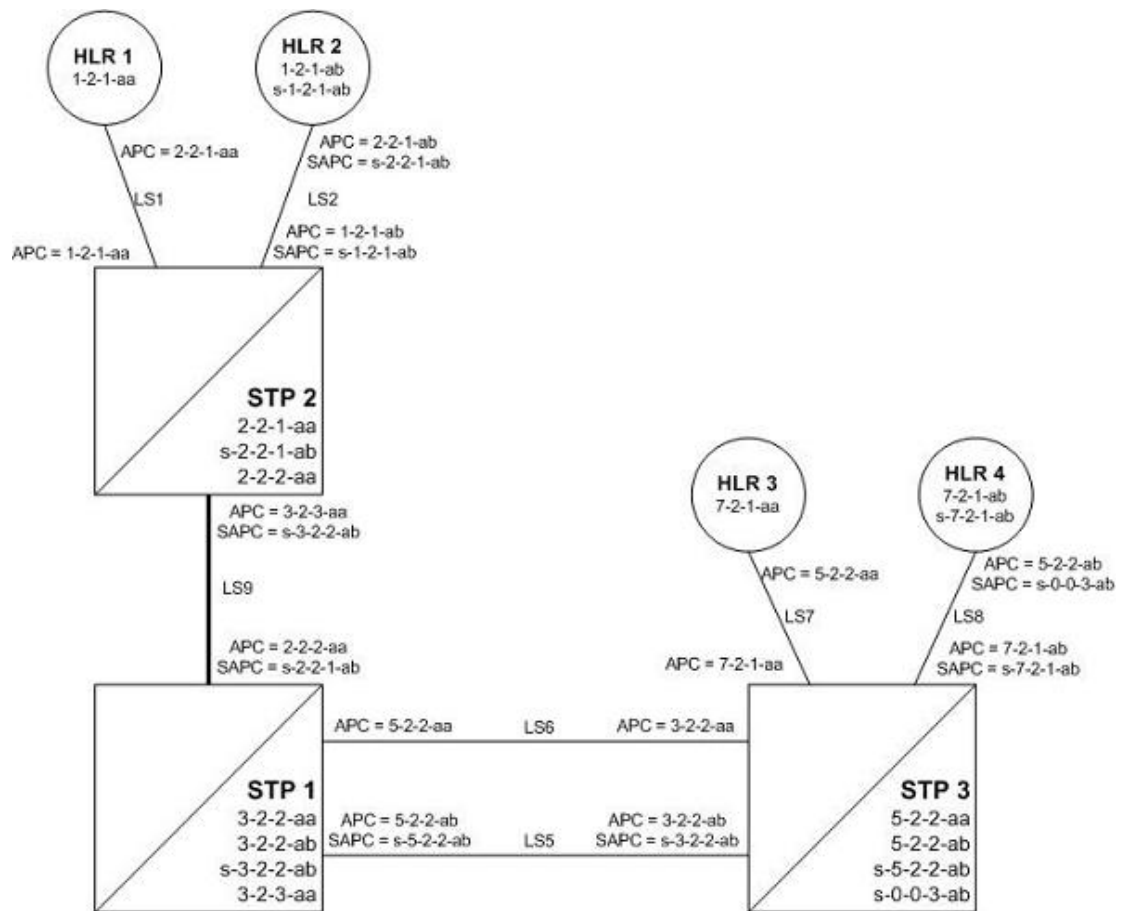 HLR 1
1-2-1-aa
HLR 2
1-2-1-ab
s-1-2-1-ab
APC = 2-2-1-aa
APC = 2-2-1-ab
SAPC = s-2-2-1-ab
LS1
LS2
APC = 1-2-1-aa
APC = 1-2-1-ab
SAPC = s-1-2-1-ab
STP 2
2-2-1-aa
s-2-2-1-ab
2-2-2-aa
APC = 3-2-3-aa
SAPC = s-3-2-2-ab
LS9
APC = 2-2-2-aa
SAPC = s-2-2-1-ab
HLR 3
7-2-1-aa
HLR 4
7-2-1-ab
s-7-2-1-ab
APC = 5-2-2-aa
APC = 5-2-2-ab
SAPC = s-0-0-3-ab
LS7
LS8
APC = 7-2-1-aa
APC = 7-2-1-ab
SAPC = s-7-2-1-ab
APC = 5-2-2-aa
LS6
APC = 3-2-2-aa
STP 1
3-2-2-aa
3-2-2-ab
s-3-2-2-ab
3-2-3-aa
APC = 5-2-2-ab
SAPC = s-5-2-2-ab
LS5
APC = 3-2-2-ab
SAPC = s-3-2-2-ab
STP 3
5-2-2-aa
5-2-2-ab
s-5-2-2-ab
s-0-0-3-ab